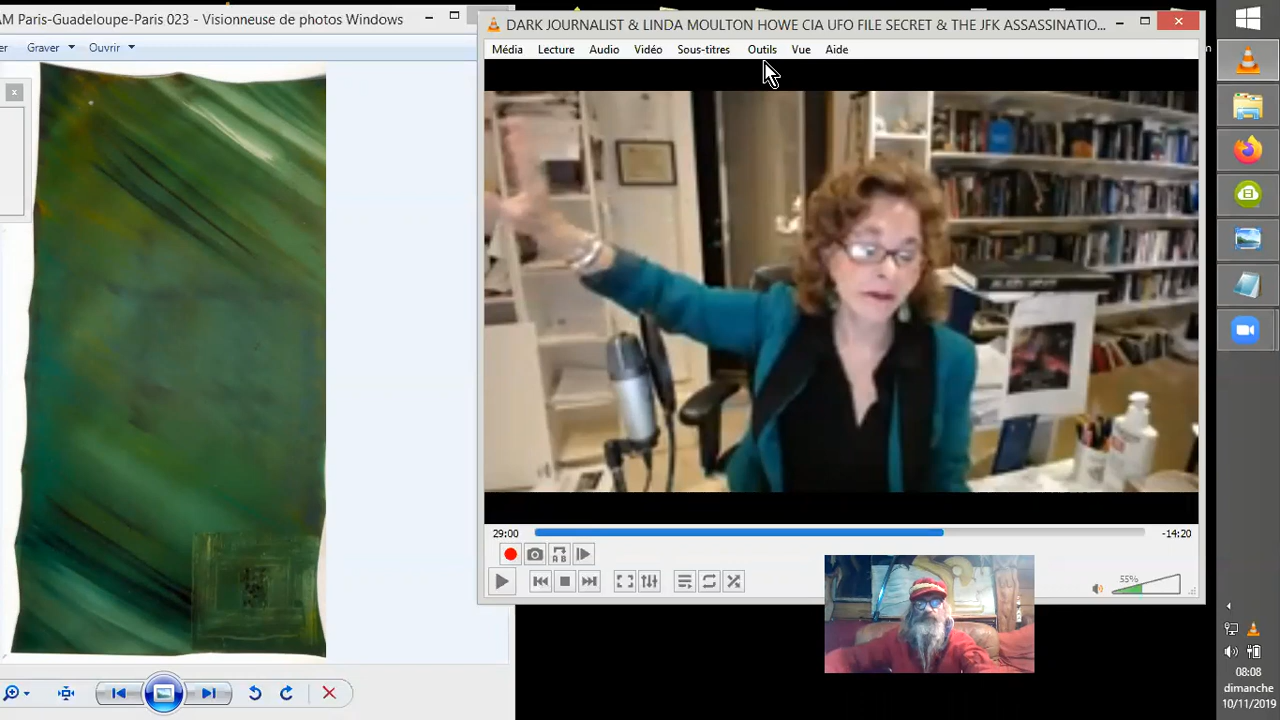 AM Paris-Guadeloupe-Paris 023 - Visionneuse de photos Windows
Graver
Ouvrir
DARK JOURNALIST & LINDA MOULTON HOWE CIA UFO FILE SECRET & THE JFK ASSASSINATIO...
Média Lecture Audio Vidéo Sous-titres Outils Vue Aide
29:00
-14:20
55%
08:08
dimanche
10/11/2019